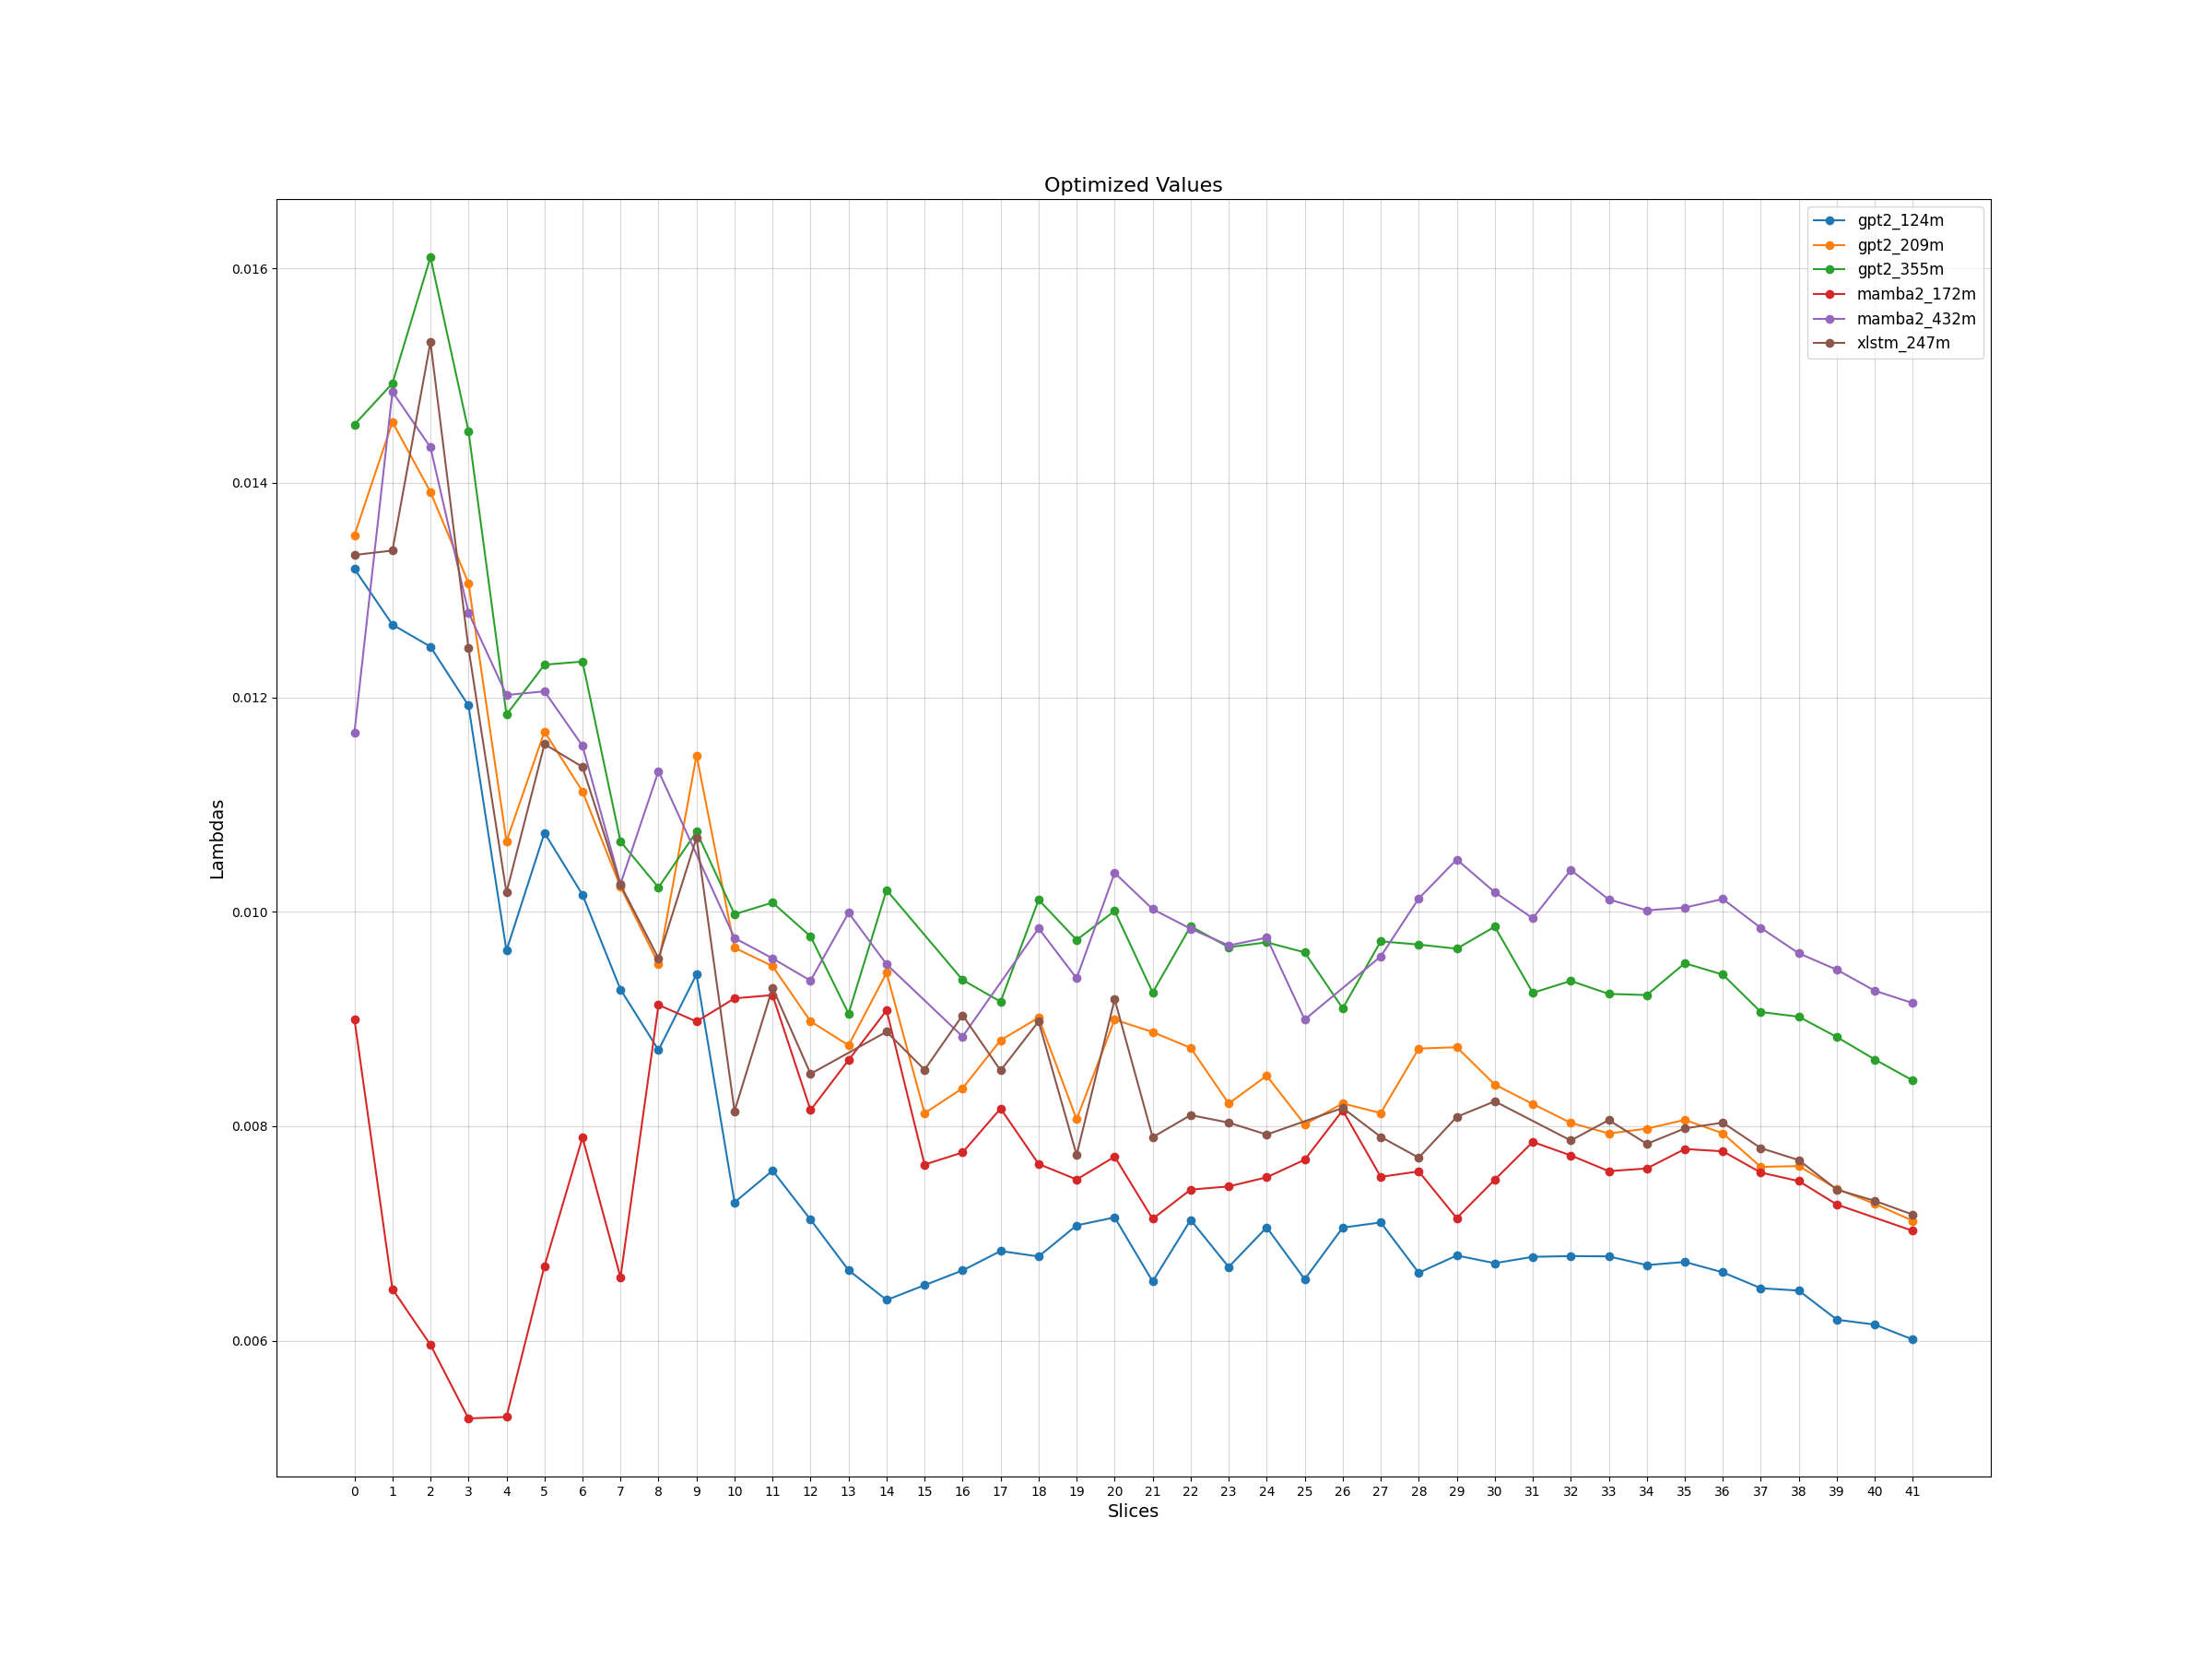 Optimized Values
gpt2_124m
gpt2_209m
gpt2_355m
mamba2_172m
mamba2_432m
xlstm_247m
Lambdas
0.016
0.014
0.012
0.010
0.008
0.006
0 1 2 3 4 5 6 7 8 9 10 11 12 13 14 15 16 17 18 19 20 21 22 23 24 25 26 27 28 29 30 31 32 33 34 35 36 37 38 39 40 41
Slices